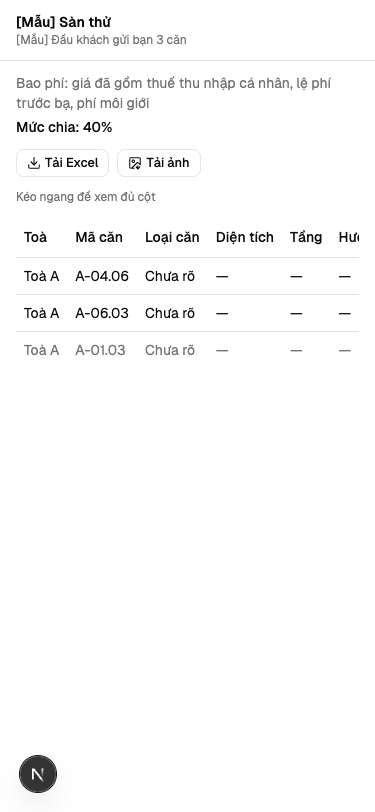 [Mẫu] Sàn thử
[Mẫu] Đầu khách gửi bạn 3 căn
Bao phí: giá đã gồm thuế thu nhập cá nhân, lệ phí
trước bạ, phí môi giới
Mức chia: 40%
Tải Excel Tải ảnh
Kéo ngang để xem đủ cột
Toà Mã căn Loại căn Diện tích Tầng
Toà A A-04.06 Chưa rõ — — —
Toà A A-06.03 Chưa rõ — — —
Toà A A-01.03 Chưa rõ — — —
N